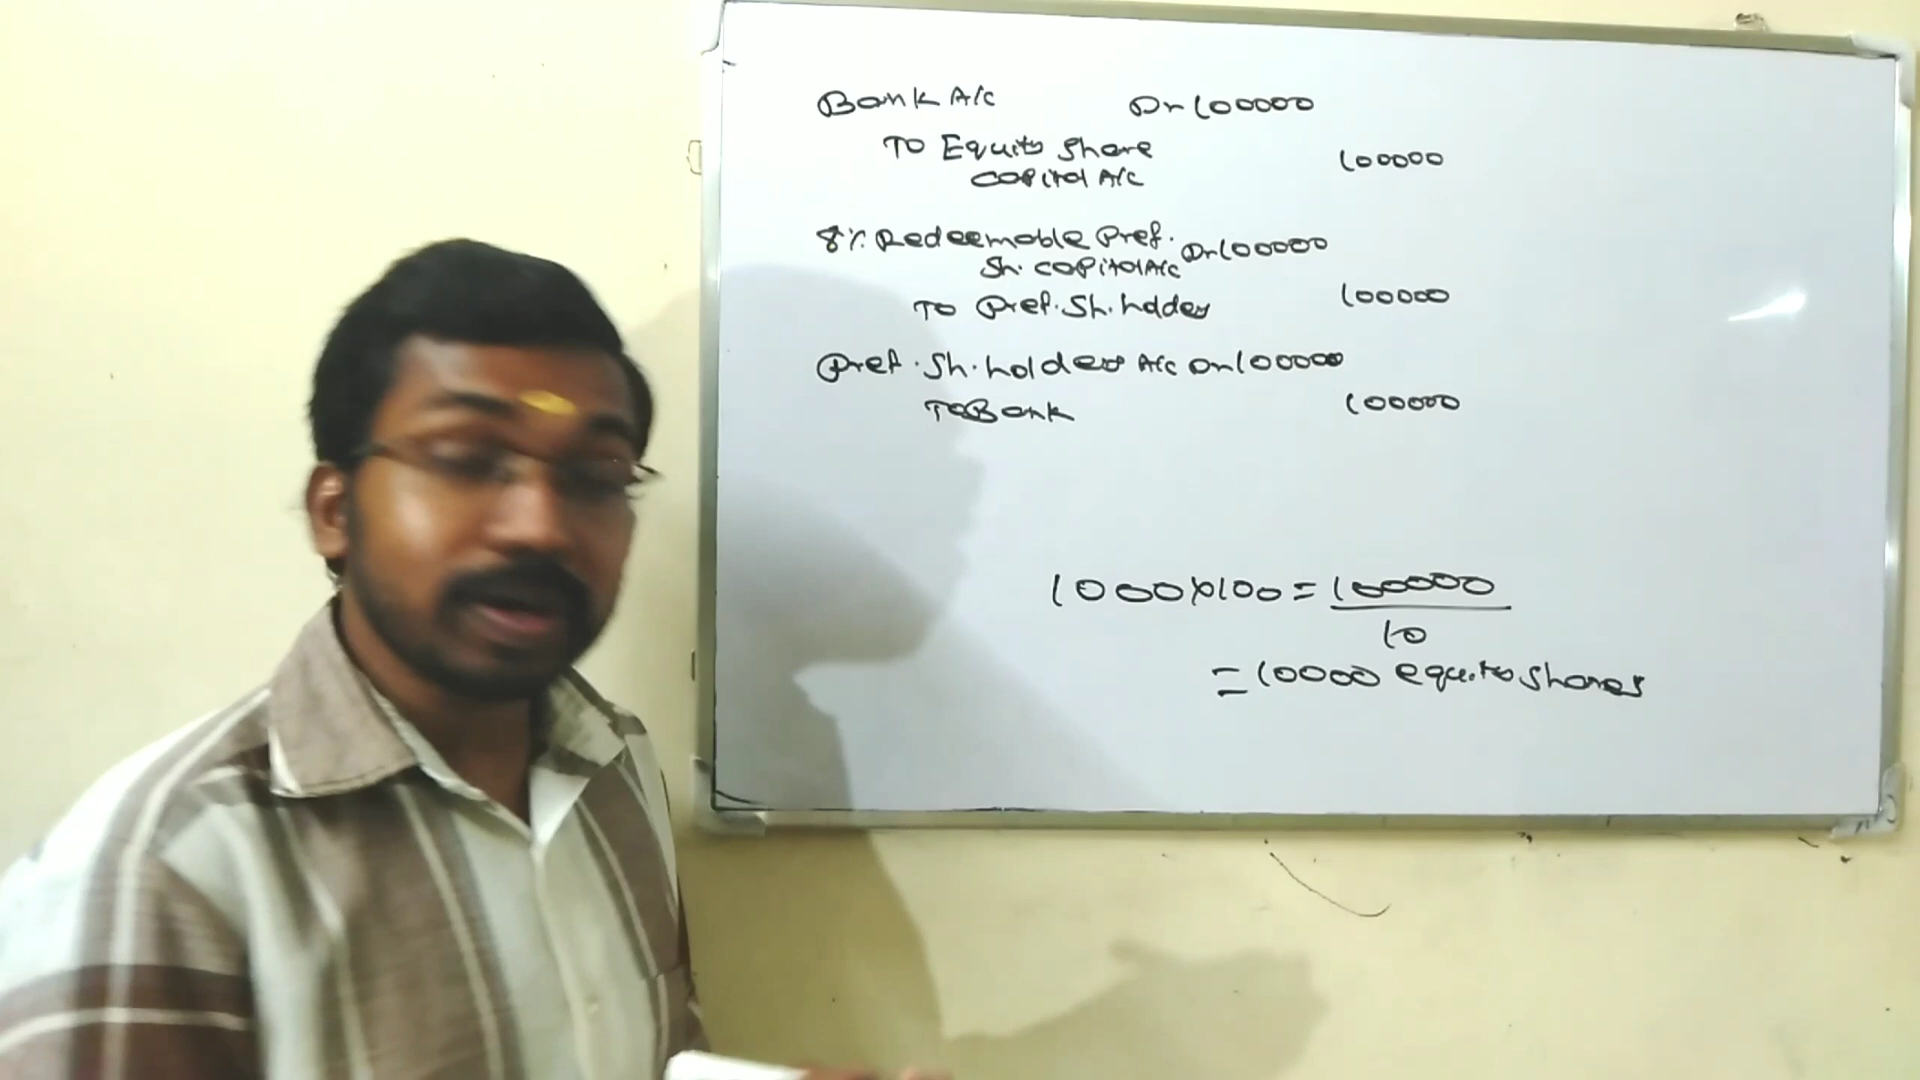 Bank A/c Dr 100000
To Equity Share 100000
Capital A/c
8% Redeemable Pref. Dr 100000
Sh. Capital A/c
To Pref. Sh. holder 100000
Pref. Sh. holders A/c Dr 100000
To Bank 100000
1000 x 100 = 100000
10
= 10000 equity shares